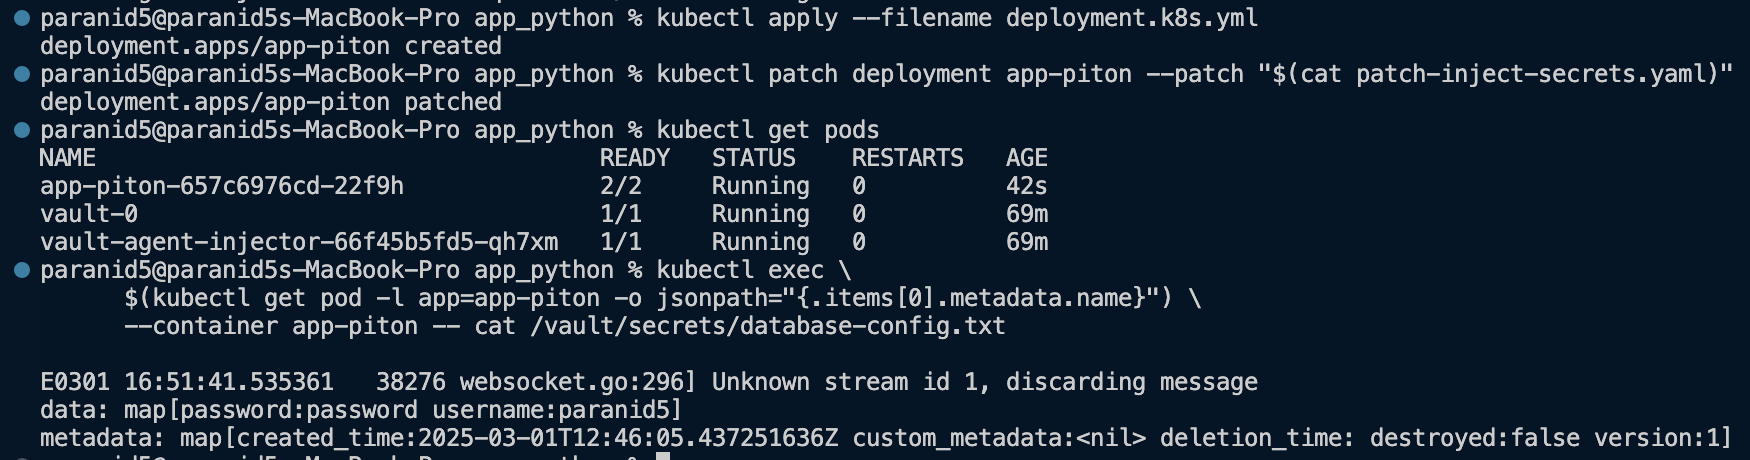 paranid5@paranid5s-MacBook-Pro app_python % kubectl apply --filename deployment.k8s.yml
deployment.apps/app-piton created
paranid5@paranid5s-MacBook-Pro app_python % kubectl patch deployment app-piton --patch "$(cat patch-inject-secrets.yaml)"
deployment.apps/app-piton patched
paranid5@paranid5s-MacBook-Pro app_python % kubectl get pods
NAME READY STATUS RESTARTS AGE
app-piton-657c6976cd-22f9h 2/2 Running 0 42s
vault-0 1/1 Running 0 69m
vault-agent-injector-66f45b5fd5-qh7xm 1/1 Running 0 69m
paranid5@paranid5s-MacBook-Pro app_python % kubectl exec \
$(kubectl get pod -l app=app-piton -o jsonpath="{.items[0].metadata.name}") \
--container app-piton -- cat /vault/secrets/database-config.txt
E0301 16:51:41.535361 38276 websocket.go:296] Unknown stream id 1, discarding message
data: map[password:password username:paranid5]
metadata: map[created_time:2025-03-01T12:46:05.437251636Z custom_metadata:<nil> deletion_time: destroyed:false version:1]
paranid5@paranid5s-MacBook-Pro app_python %